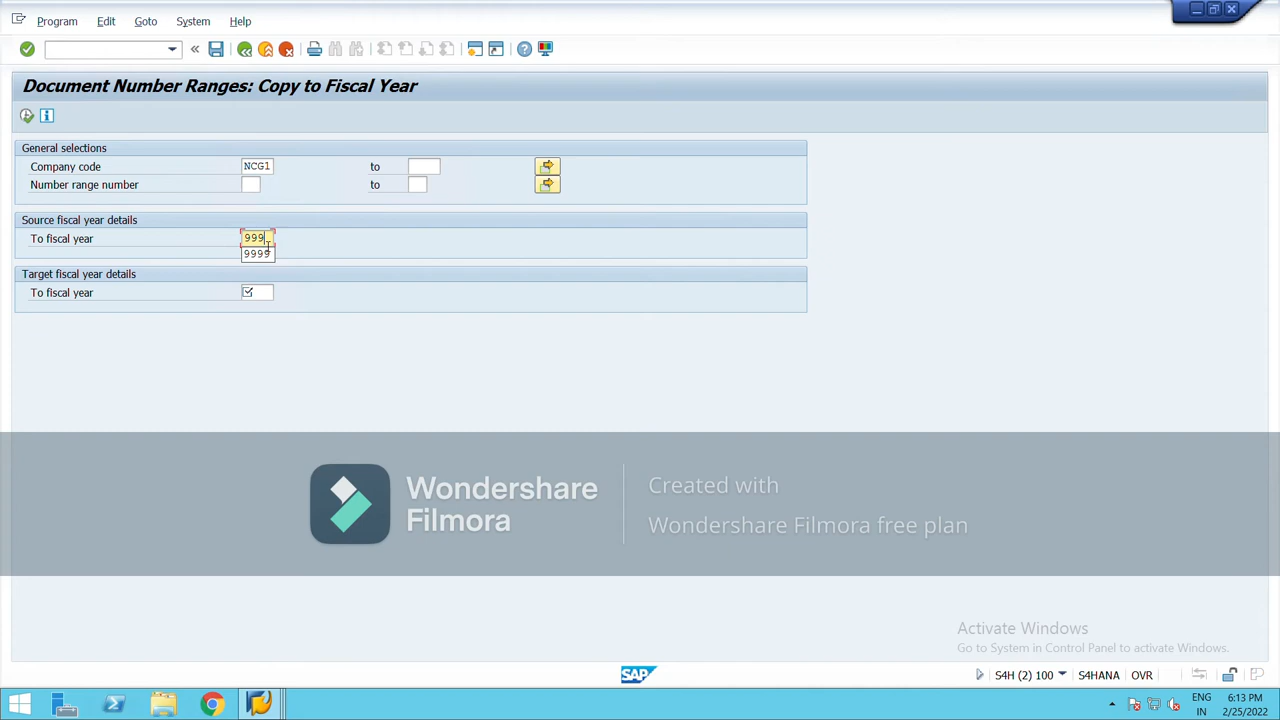 Program Edit Goto System Help
Document Number Ranges: Copy to Fiscal Year
General selections
Company code NCG1 to
Number range number to
Source fiscal year details
To fiscal year 999
9999
Target fiscal year details
To fiscal year
Wondershare
Filmora
Created with
Wondershare Filmora free plan
Activate Windows
Go to System in Control Panel to activate Windows.
SAP S4H (2) 100 S4HANA OVR
ENG 6:13 PM
IN 2/25/2022